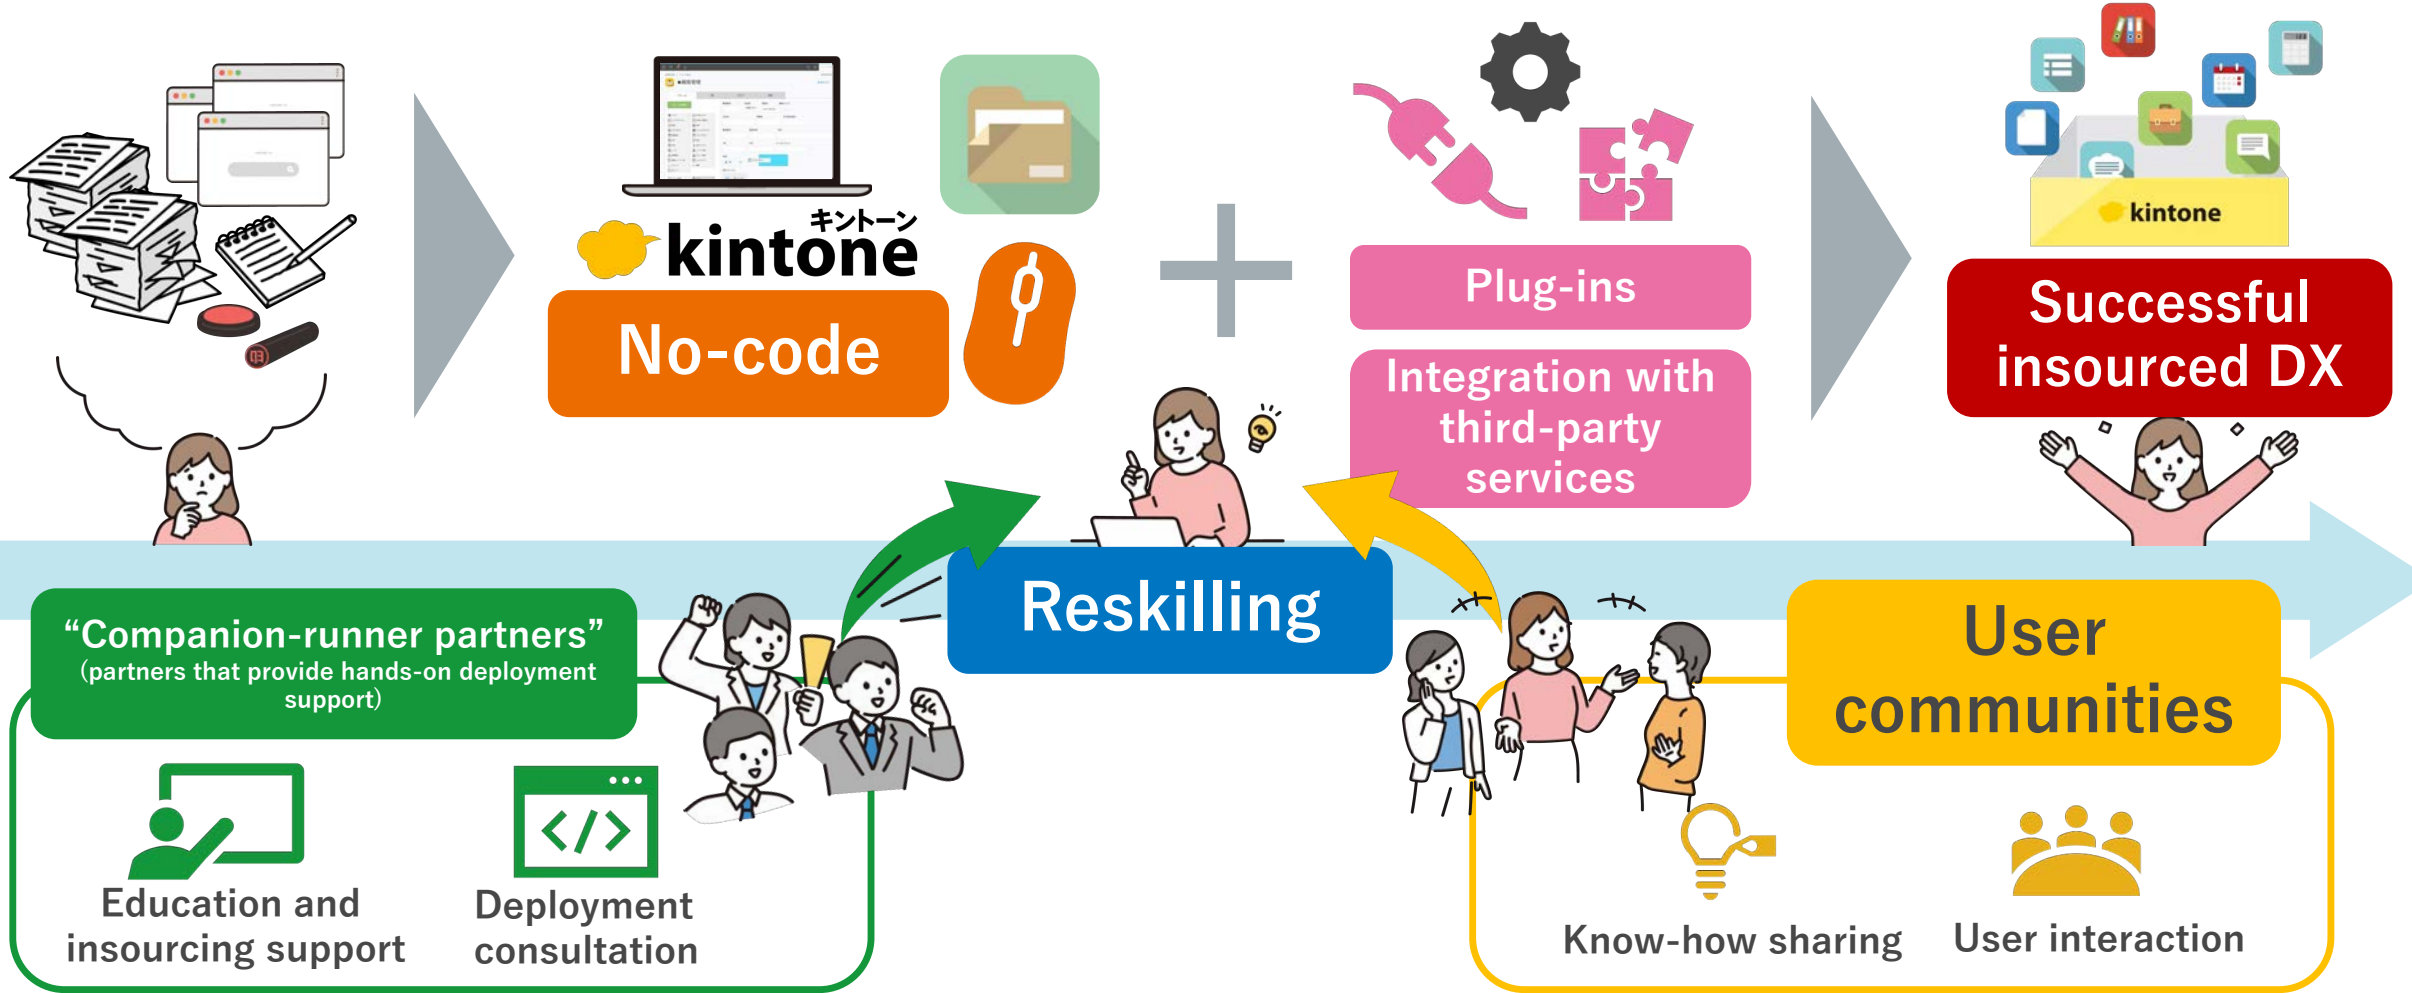 キントーン
kintone
No-code
Plug-ins
Integration with
third-party
services
kintone
Successful
insourced DX
Reskilling
“Companion-runner partners”
(partners that provide hands-on deployment
support)
Education and
insourcing support
Deployment
consultation
User
communities
Know-how sharing
User interaction